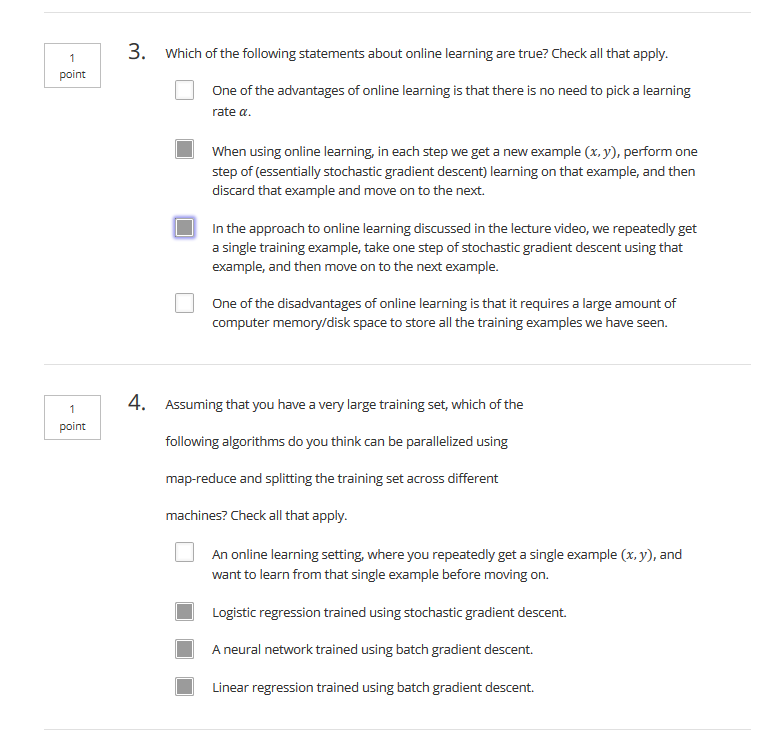 1
point
3.
Which of the following statements about online learning are true? Check all that apply.
One of the advantages of online learning is that there is no need to pick a learning
rate α.
When using online learning, in each step we get a new example (x, y), perform one
step of (essentially stochastic gradient descent) learning on that example, and then
discard that example and move on to the next.
In the approach to online learning discussed in the lecture video, we repeatedly get
a single training example, take one step of stochastic gradient descent using that
example, and then move on to the next example.
One of the disadvantages of online learning is that it requires a large amount of
computer memory/disk space to store all the training examples we have seen.
1
point
4.
Assuming that you have a very large training set, which of the
following algorithms do you think can be parallelized using
map-reduce and splitting the training set across different
machines? Check all that apply.
An online learning setting, where you repeatedly get a single example (x, y), and
want to learn from that single example before moving on.
Logistic regression trained using stochastic gradient descent.
A neural network trained using batch gradient descent.
Linear regression trained using batch gradient descent.